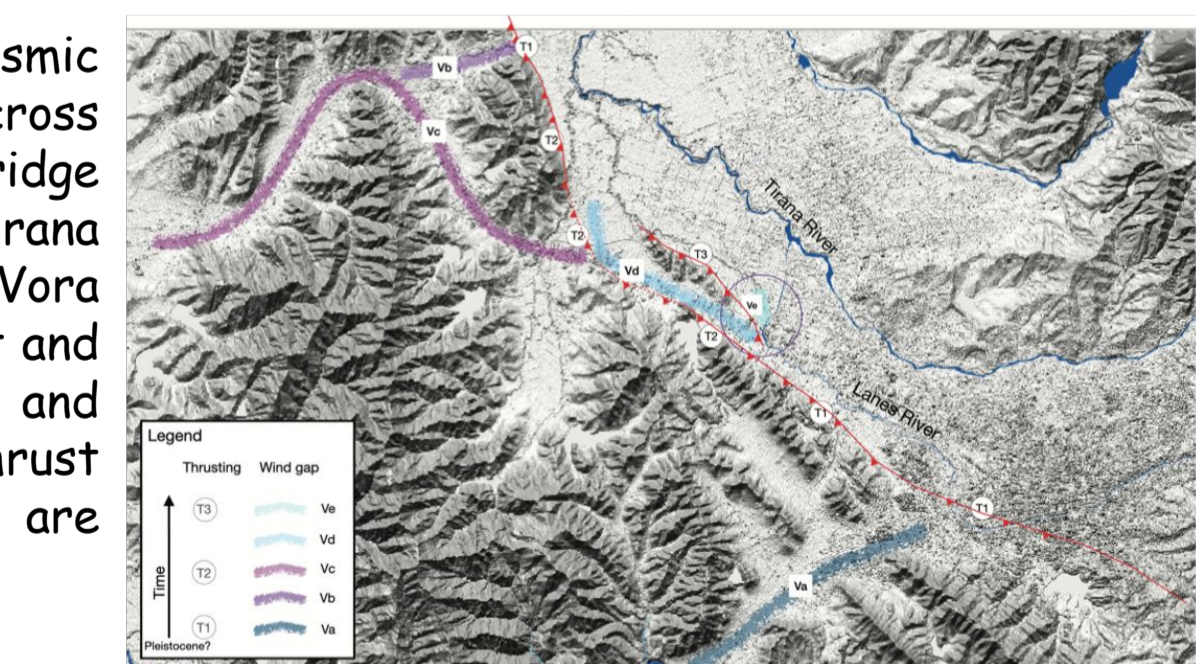 smic
cross
ridge
rana
Vora
and
and
hrust
are
T1
Vb
Vc
T2
Tirana River
T2
T3
Vd
Ve
T2
Lanes River
T1
T1
Va
Legend
Thrusting Wind gap
T3 Ve
Vd
T2 Vc
Vb
T1 Va
Time
Pleistocene?